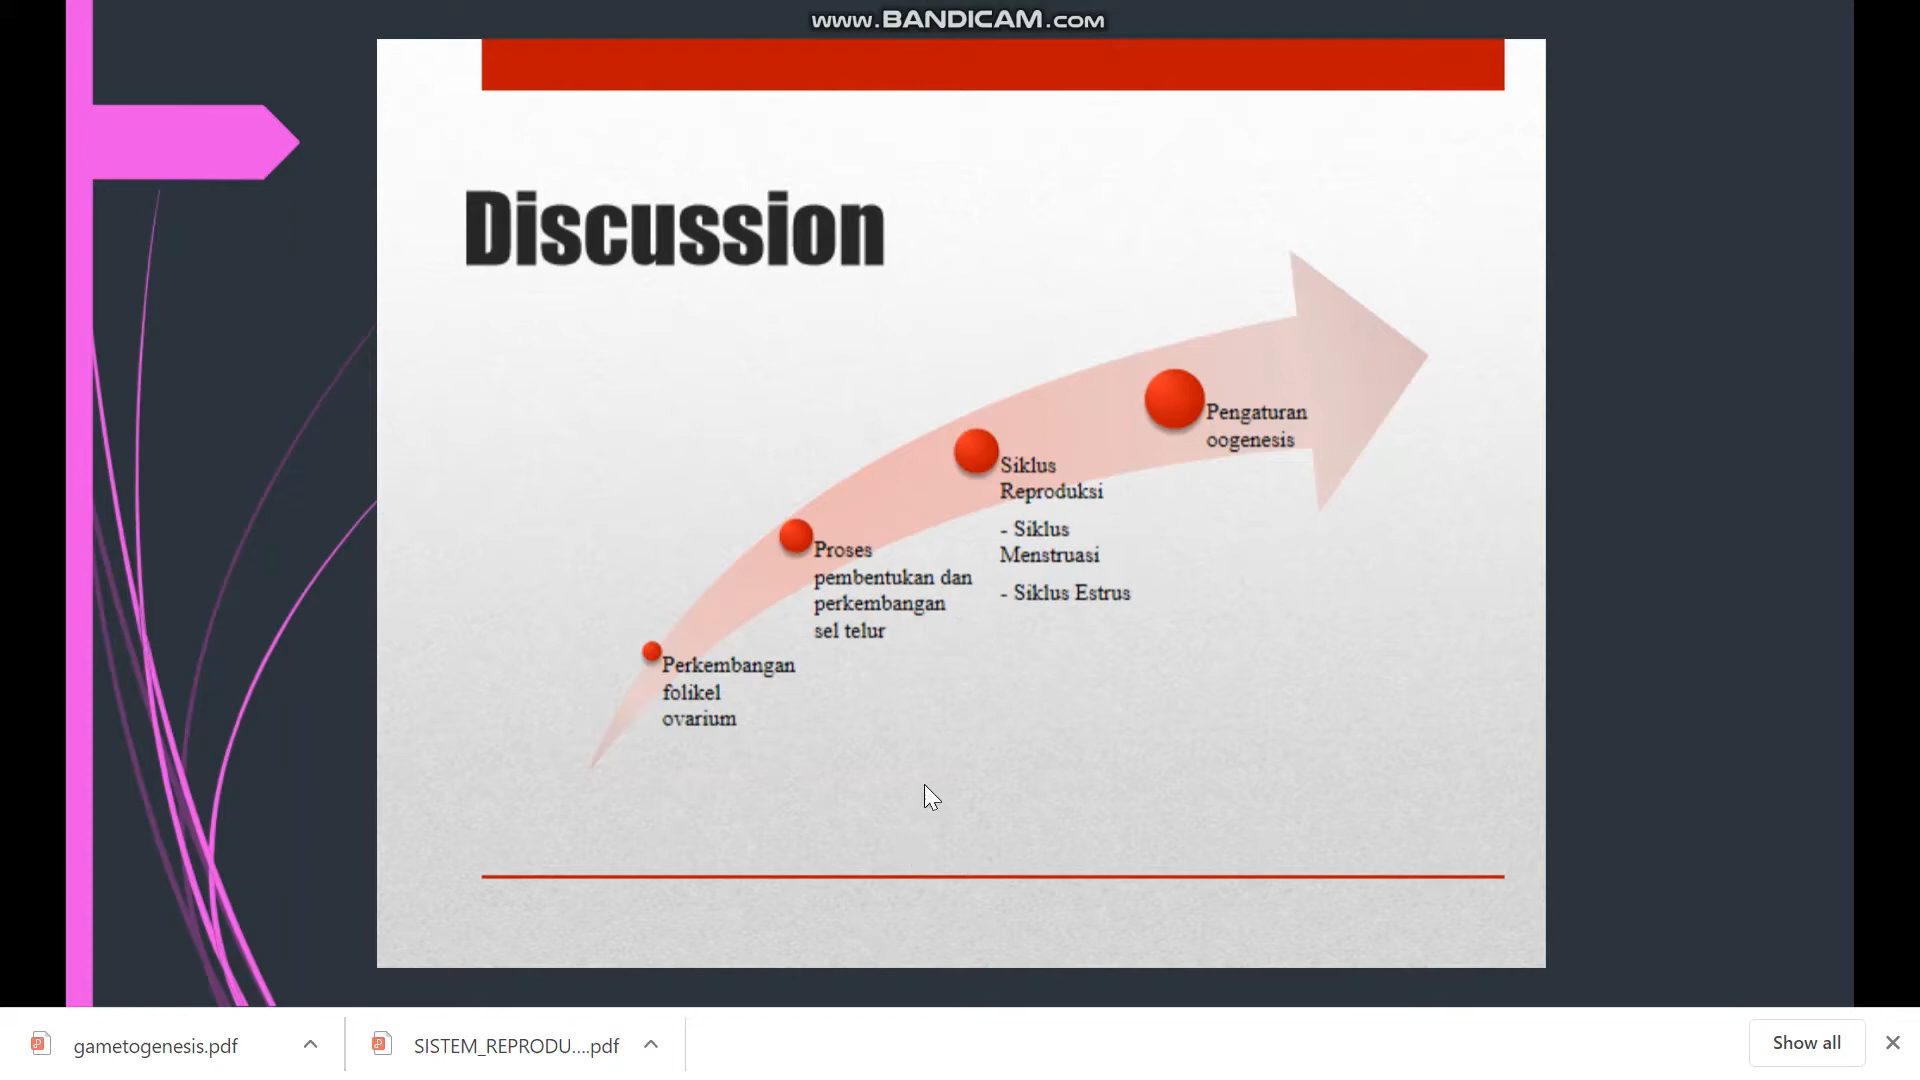 www.BANDICAM.com
Discussion
Pengaturan
oogenesis
Siklus
Reproduksi
- Siklus
Menstruasi
- Siklus Estrus
Proses
pembentukan dan
perkembangan
sel telur
Perkembangan
folikel
ovarium
gametogenesis.pdf
SISTEM_REPRODU....pdf
Show all